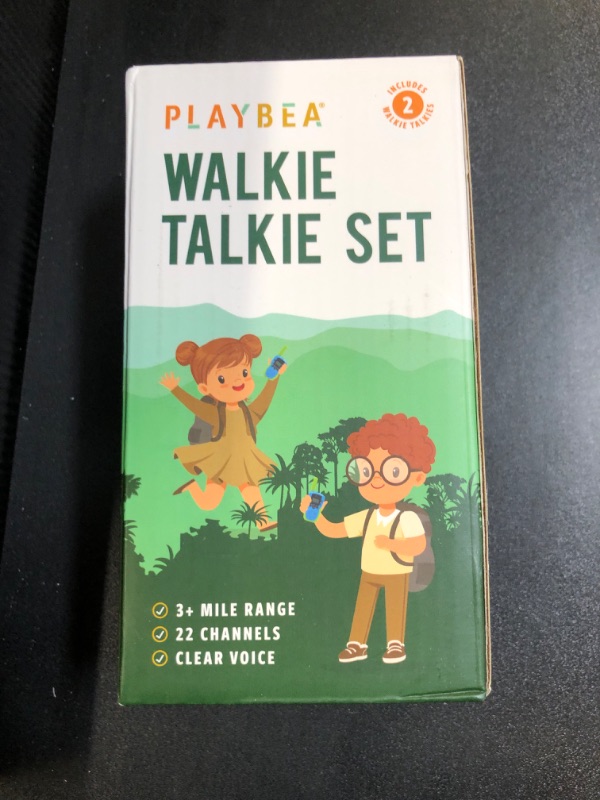 PLAYBEA®
INCLUDES
2
WALKIE TALKIES
WALKIE
TALKIE SET
3+ MILE RANGE
22 CHANNELS
CLEAR VOICE